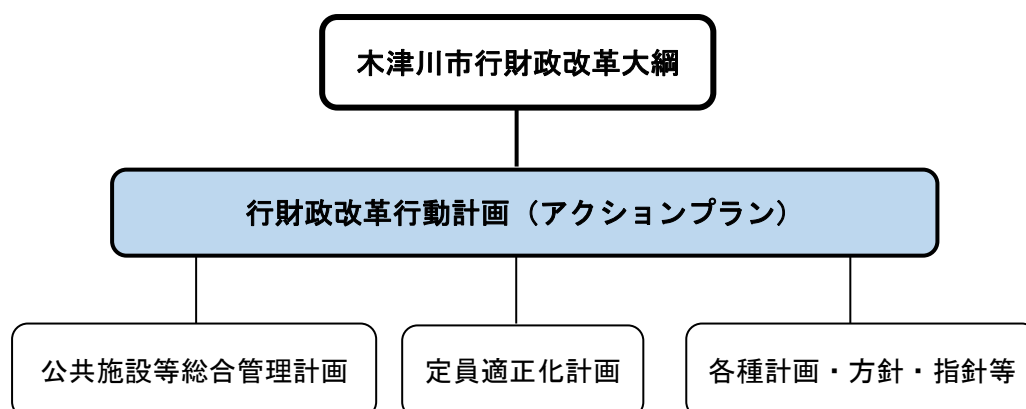 木津川市行財政改革大綱
行財政改革行動計画（アクションプラン）
公共施設等総合管理計画
定員適正化計画
各種計画・方針・指針等